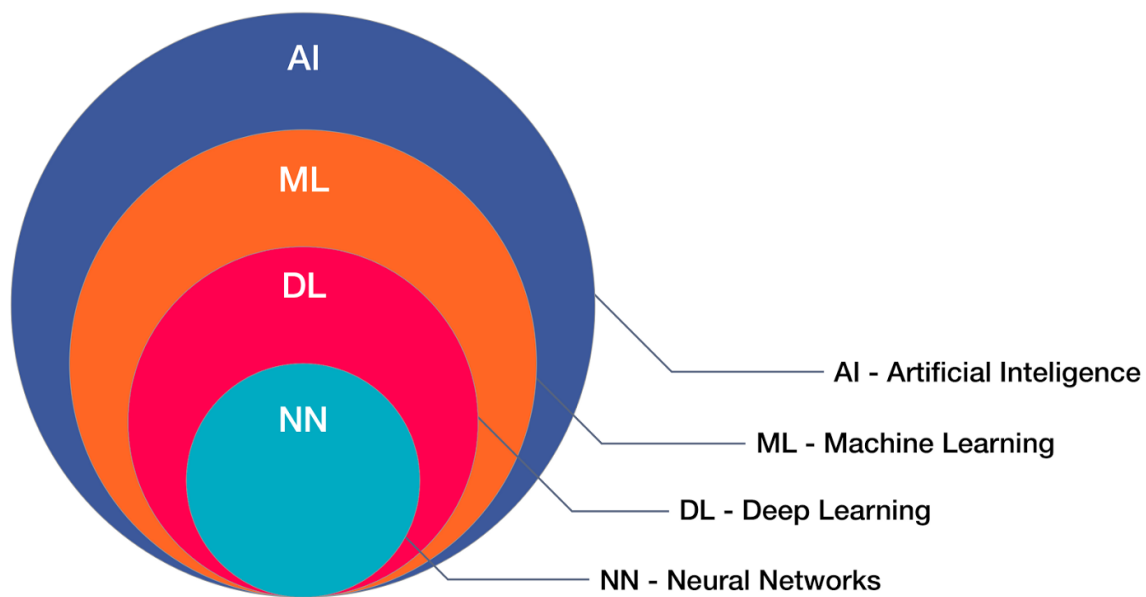 AI
ML
DL
NN
AI - Artificial Inteligence
ML - Machine Learning
DL - Deep Learning
NN - Neural Networks